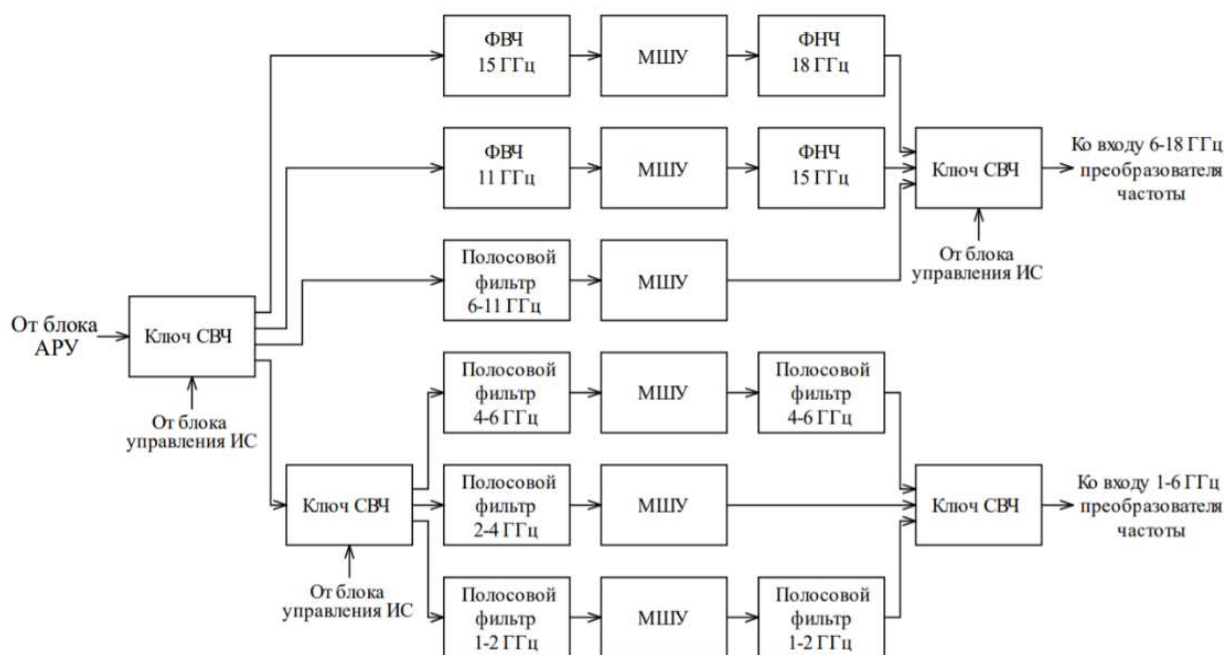 ФВЧ
15 ГГц
МШУ
ФНЧ
18 ГГц
ФВЧ
11 ГГц
МШУ
ФНЧ
15 ГГц
Ключ СВЧ
Ко входу 6-18 ГГц
преобразователя
частоты
От блока
управления ИС
Полосовой
фильтр
6-11 ГГц
МШУ
От блока
АРУ
Ключ СВЧ
От блока
управления ИС
Полосовой
фильтр
4-6 ГГц
МШУ
Полосовой
фильтр
4-6 ГГц
Ключ СВЧ
Полосовой
фильтр
2-4 ГГц
МШУ
Ключ СВЧ
Ко входу 1-6 ГГц
преобразователя
частоты
От блока
управления ИС
Полосовой
фильтр
1-2 ГГц
МШУ
Полосовой
фильтр
1-2 ГГц